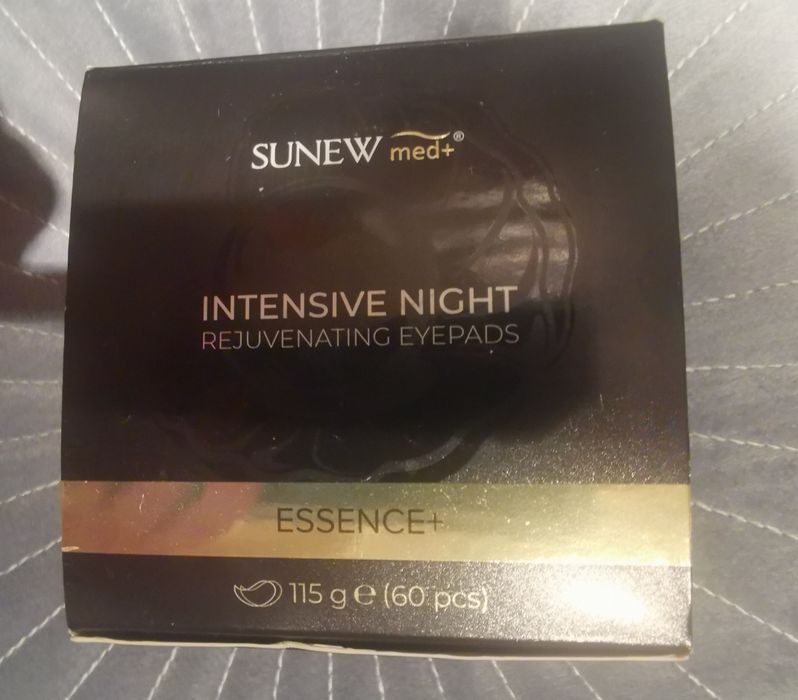 SUNEW med+®
INTENSIVE NIGHT
REJUVENATING EYEPADS
ESSENCE+
115 g ℮ (60 pcs)